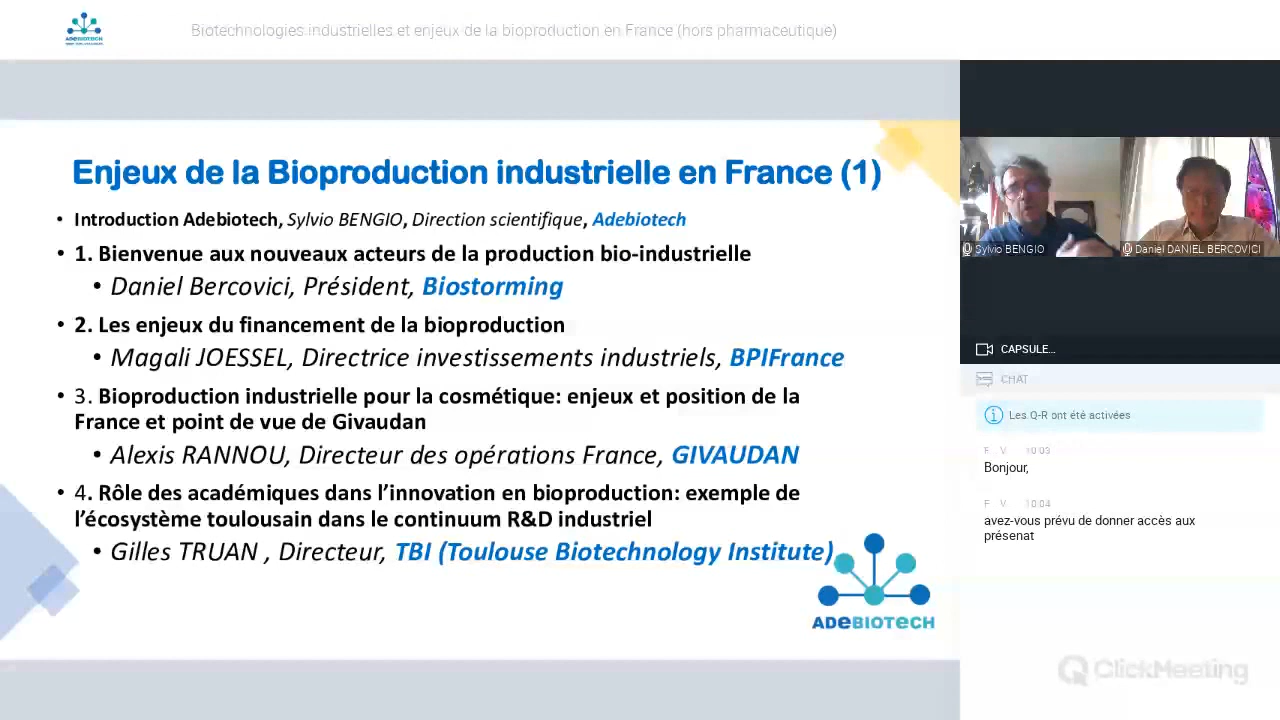 Biotechnologies industrielles et enjeux de la bioproduction en France (hors pharmaceutique)
ADEBIOTECH
Enjeux de la Bioproduction industrielle en France (1)
• Introduction Adebiotech, Sylvio BENGIO, Direction scientifique, Adebiotech
• 1. Bienvenue aux nouveaux acteurs de la production bio-industrielle
• Daniel Bercovici, Président, Biostorming
• 2. Les enjeux du financement de la bioproduction
• Magali JOESSEL, Directrice investissements industriels, BPIFrance
• 3. Bioproduction industrielle pour la cosmétique: enjeux et position de la
France et point de vue de Givaudan
• Alexis RANNOU, Directeur des opérations France, GIVAUDAN
• 4. Rôle des académiques dans l'innovation en bioproduction: exemple de
l'écosystème toulousain dans le continuum R&D industriel
• Gilles TRUAN , Directeur, TBI (Toulouse Biotechnology Institute)
ADEBIOTECH
Sylvio BENGIO
Daniel DANIEL BERCOVICI
CAPSULE...
CHAT
Les Q-R ont été activées
F V 10:03
Bonjour,
F V 10:04
avez-vous prévu de donner accès aux
présenat
ClickMeeting